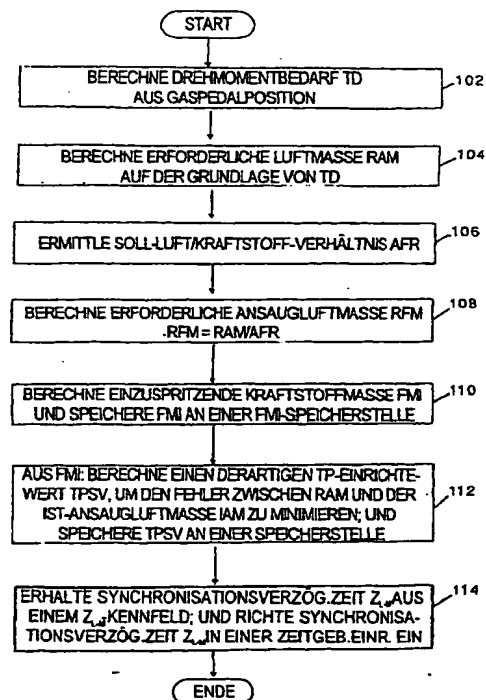 START
BERECHNE DREHMOMENTBEDARF TD
AUS GASPEDALPOSITION
102
BERECHNE ERFORDERLICHE LUFTMASSE RAM
AUF DER GRUNDLAGE VON TD
104
ERMITTLE SOLL-LUFT/KRAFTSTOFF-VERHÄLTNIS AFR
106
BERECHNE ERFORDERLICHE ANSAUGLUFTMASSE RFM
RFM = RAM/AFR
108
BERECHNE EINZUSPRITZENDE KRAFTSTOFFMASSE FMI
UND SPEICHERE FMI AN EINER FMI-SPEICHERSTELLE
110
AUS FMI: BERECHNE EINEN DERARTIGEN TP-EINRICHTE-
WERT TPSV, UM DEN FEHLER ZWISCHEN RAM UND DER
IST-ANSAUGLUFTMASSE IAM ZU MINIMIEREN; UND
SPEICHERE TPSV AN EINER SPEICHERSTELLE
112
ERHALTE SYNCHRONISATIONSVERZÖG.ZEIT Z AUS
EINEM Z KENNFELD; UND RICHTE SYNCHRONISA-
TIONSVERZÖG.ZEIT Z IN EINER ZEITGEB.EINR. EIN
114
ENDE